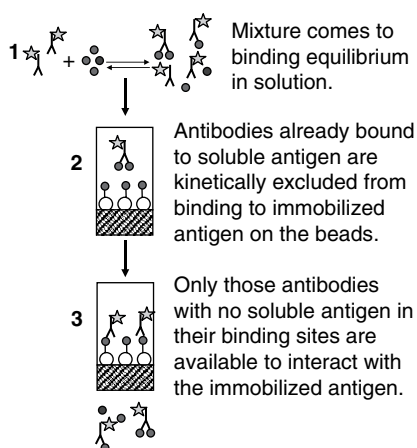 1
+
Mixture comes to
binding equilibrium
in solution.
2
Antibodies already bound
to soluble antigen are
kinetically excluded from
binding to immobilized
antigen on the beads.
3
Only those antibodies
with no soluble antigen in
their binding sites are
available to interact with
the immobilized antigen.